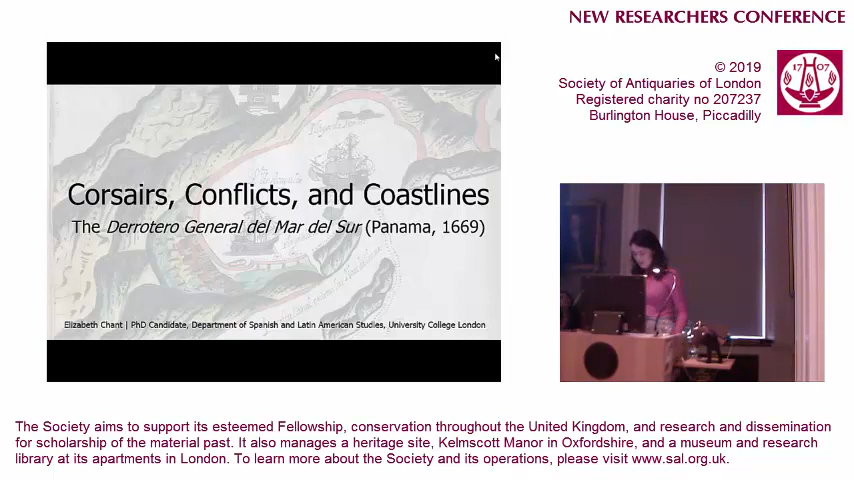 NEW RESEARCHERS CONFERENCE
© 2019
Society of Antiquaries of London
Registered charity no 207237
Burlington House, Piccadilly
1707
Corsairs, Conflicts, and Coastlines
The Derrotero General del Mar del Sur (Panama, 1669)
Elizabeth Chant | PhD Candidate, Department of Spanish and Latin American Studies, University College London
The Society aims to support its esteemed Fellowship, conservation throughout the United Kingdom, and research and dissemination
for scholarship of the material past. It also manages a heritage site, Kelmscott Manor in Oxfordshire, and a museum and research
library at its apartments in London. To learn more about the Society and its operations, please visit www.sal.org.uk.